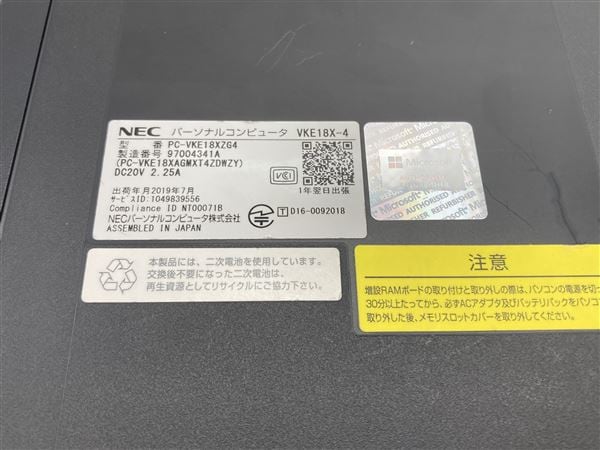 NEC パーソナルコンピュータ VKE18X-4
型 番 PC-VKE18XZG4
製造番号 97004341A
(PC-VKE18XAGMXT4ZDWZY)
DC20V 2.25A
VCCI
1年翌日出張
出荷年月2019年7月
サービスID:1049839556
Compliance ID NT00071B
NECパーソナルコンピュータ株式会社
ASSEMBLED IN JAPAN
T D16-0092018
Microsoft
AUTHORISED REFURBISHER
本製品には、二次電池を使用しています。
交換後不要になった二次電池は、
再生資源としてリサイクルにご協力下さい。
注意
増設RAMボードの取り付けと取り外しの際は、パソコンの電源を切っ
30分以上たってから、必ずACアダプタ及びバッテリパックをパソコン
取り外した後、メモリスロットカバーを取り外してください。